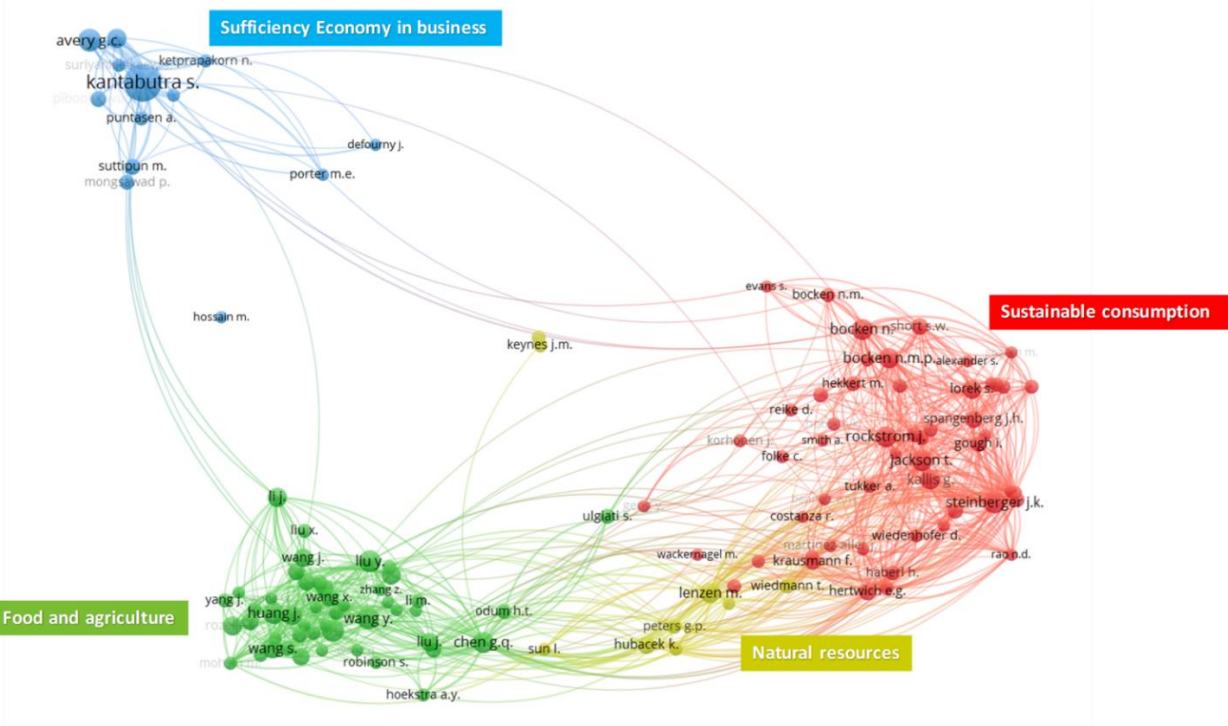 Sufficiency Economy in business
avery g.c.
ketprapakorn n.
kantabutra s.
puntasen a.
defourny j.
suttipun m.
porter m.e.
mongsawad p.
evans s.
bocken n.m.
Sustainable consumption
hossain m.
bocken n.
short s.w.
keynes j.m.
bocken n.m.p.
alexander s.
hekkert m.
lorek s.
reike d.
spangenberg j.h.
korhonen j.
smith a.
rockstrom j.
gough i.
folke c.
jackson t.
kallis g.
tukker a.
li j.
steinberger j.k.
ulgiati s.
costanza r.
liu x.
wiedenhofer d.
wang j.
liu y.
wackernagel m.
krausmann f.
rao n.d.
haberl h.
zhang z.
wiedmann t.
hertwich e.g.
yang j.
wang x.
li m.
lenzen m.
Food and agriculture
huang j.
wang y.
odum h.t.
peters g.p.
wang s.
liu j.
chen g.q.
sun l.
hubacek k.
Natural resources
robinson s.
hoekstra a.y.